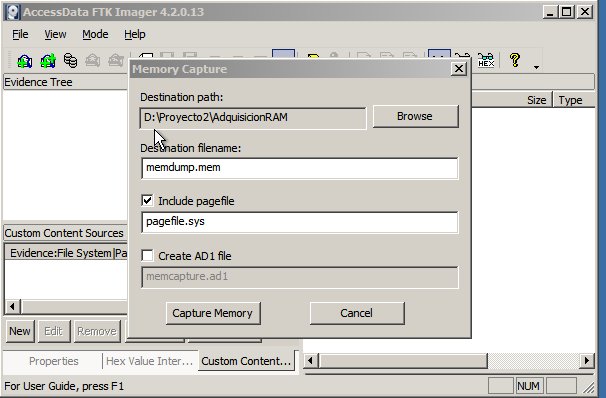 AccessData FTK Imager 4.2.0.13
File View Mode Help
HEX
?
Evidence Tree
Size Type
Memory Capture
Destination path:
D:\Proyecto2\AdquisicionRAM
Browse
Destination filename:
memdump.mem
Include pagefile
pagefile.sys
Create AD1 file
memcapture.ad1
Capture Memory Cancel
Custom Content Sources
Evidence:File System|Pa
New Edit Remove
Properties Hex Value Inter... Custom Content...
For User Guide, press F1
NUM